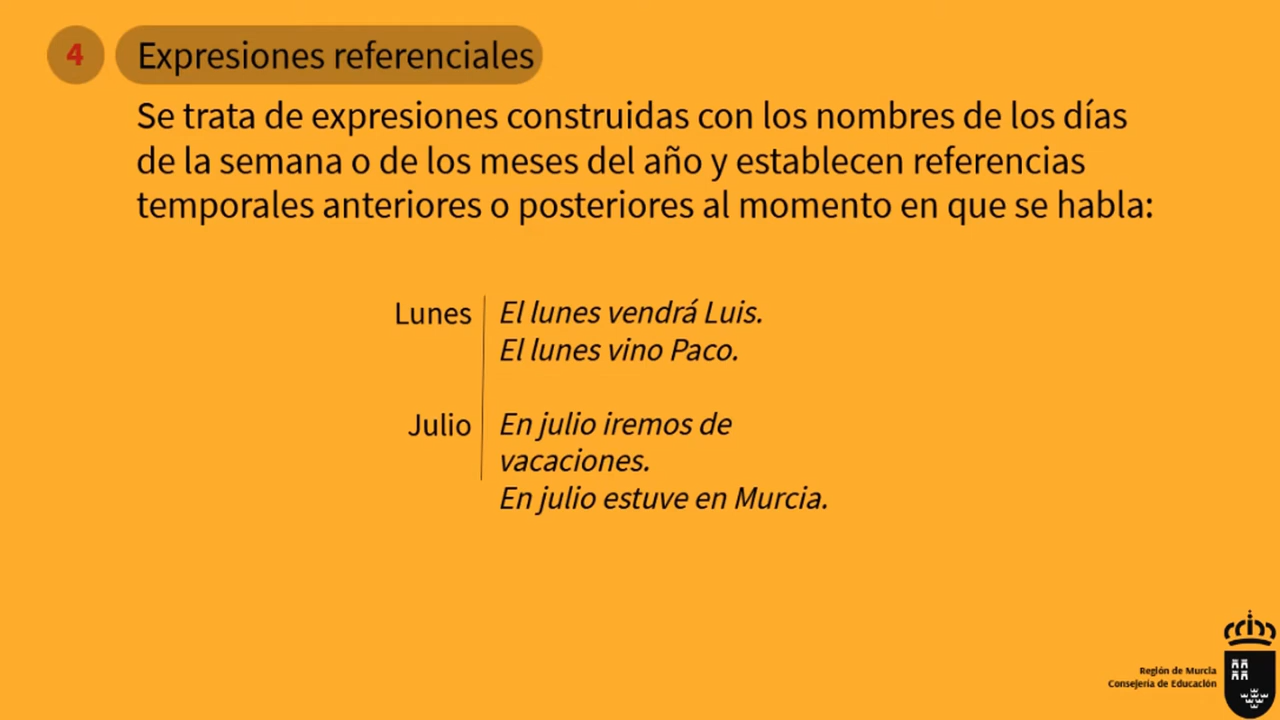 4 Expresiones referenciales
Se trata de expresiones construidas con los nombres de los días
de la semana o de los meses del año y establecen referencias
temporales anteriores o posteriores al momento en que se habla:
Lunes El lunes vendrá Luis.
El lunes vino Paco.
Julio En julio iremos de
vacaciones.
En julio estuve en Murcia.
Región de Murcia
Consejería de Educación